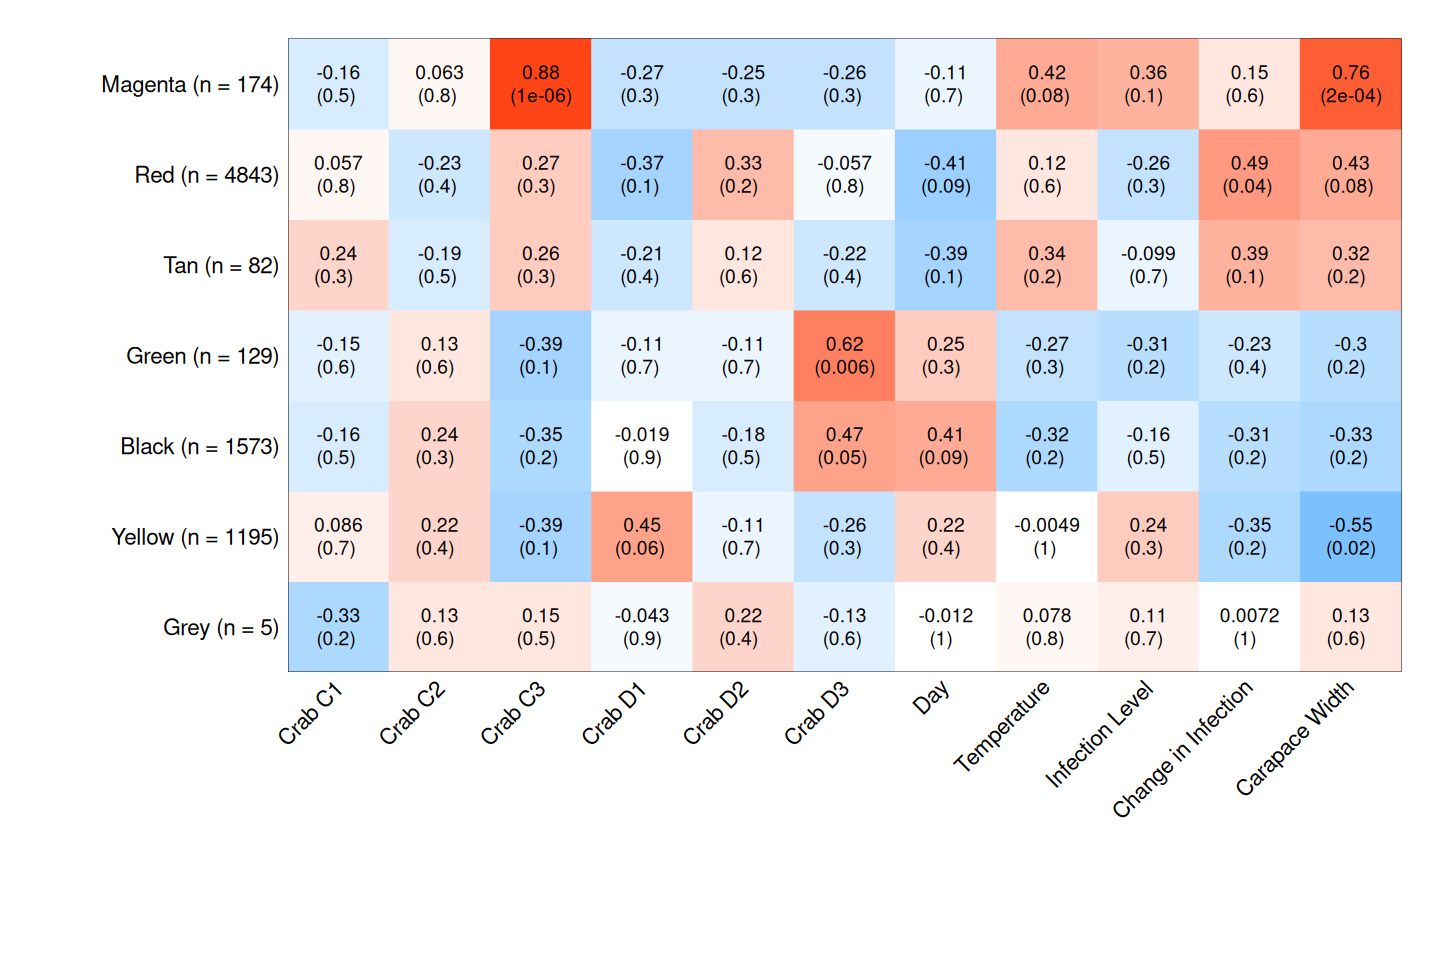 Magenta (n = 174) -0.16 0.063 0.88 -0.27 -0.25 -0.26 -0.11 0.42 0.36 0.15 0.76
(0.5) (0.8) (1e-06) (0.3) (0.3) (0.3) (0.7) (0.08) (0.1) (0.6) (2e-04)
Red (n = 4843) 0.057 -0.23 0.27 -0.37 0.33 -0.057 -0.41 0.12 -0.26 0.49 0.43
(0.8) (0.4) (0.3) (0.1) (0.2) (0.8) (0.09) (0.6) (0.3) (0.04) (0.08)
Tan (n = 82) 0.24 -0.19 0.26 -0.21 0.12 -0.22 -0.39 0.34 -0.099 0.39 0.32
(0.3) (0.5) (0.3) (0.4) (0.6) (0.4) (0.1) (0.2) (0.7) (0.1) (0.2)
Green (n = 129) -0.15 0.13 -0.39 -0.11 -0.11 0.62 0.25 -0.27 -0.31 -0.23 -0.3
(0.6) (0.6) (0.1) (0.7) (0.7) (0.006) (0.3) (0.3) (0.2) (0.4) (0.2)
Black (n = 1573) -0.16 0.24 -0.35 -0.019 -0.18 0.47 0.41 -0.32 -0.16 -0.31 -0.33
(0.5) (0.3) (0.2) (0.9) (0.5) (0.05) (0.09) (0.2) (0.5) (0.2) (0.2)
Yellow (n = 1195) 0.086 0.22 -0.39 0.45 -0.11 -0.26 0.22 -0.0049 0.24 -0.35 -0.55
(0.7) (0.4) (0.1) (0.06) (0.7) (0.3) (0.4) (1) (0.3) (0.2) (0.02)
Grey (n = 5) -0.33 0.13 0.15 -0.043 0.22 -0.13 -0.012 0.078 0.11 0.0072 0.13
(0.2) (0.6) (0.5) (0.9) (0.4) (0.6) (1) (0.8) (0.7) (1) (0.6)
Crab C1 Crab C2 Crab C3 Crab D1 Crab D2 Crab D3 Day Temperature Infection Level Change in Infection Carapace Width